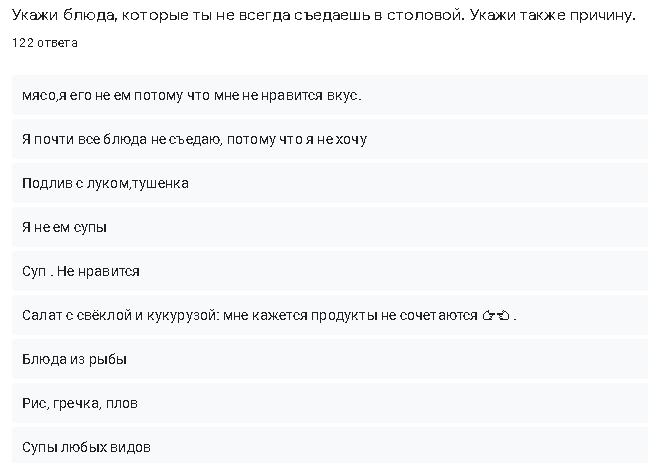 Укажи блюда, которые ты не всегда съедаешь в столовой. Укажи также причину.
122 ответа
мясо,я его не ем потому что мне не нравится вкус.
Я почти все блюда не съедаю, потому что я не хочу
Подлив с луком,тушенка
Я не ем супы
Суп . Не нравится
Салат с свёклой и кукурузой: мне кажется продукты не сочетаются 👉👈 .
Блюда из рыбы
Рис, гречка, плов
Супы любых видов